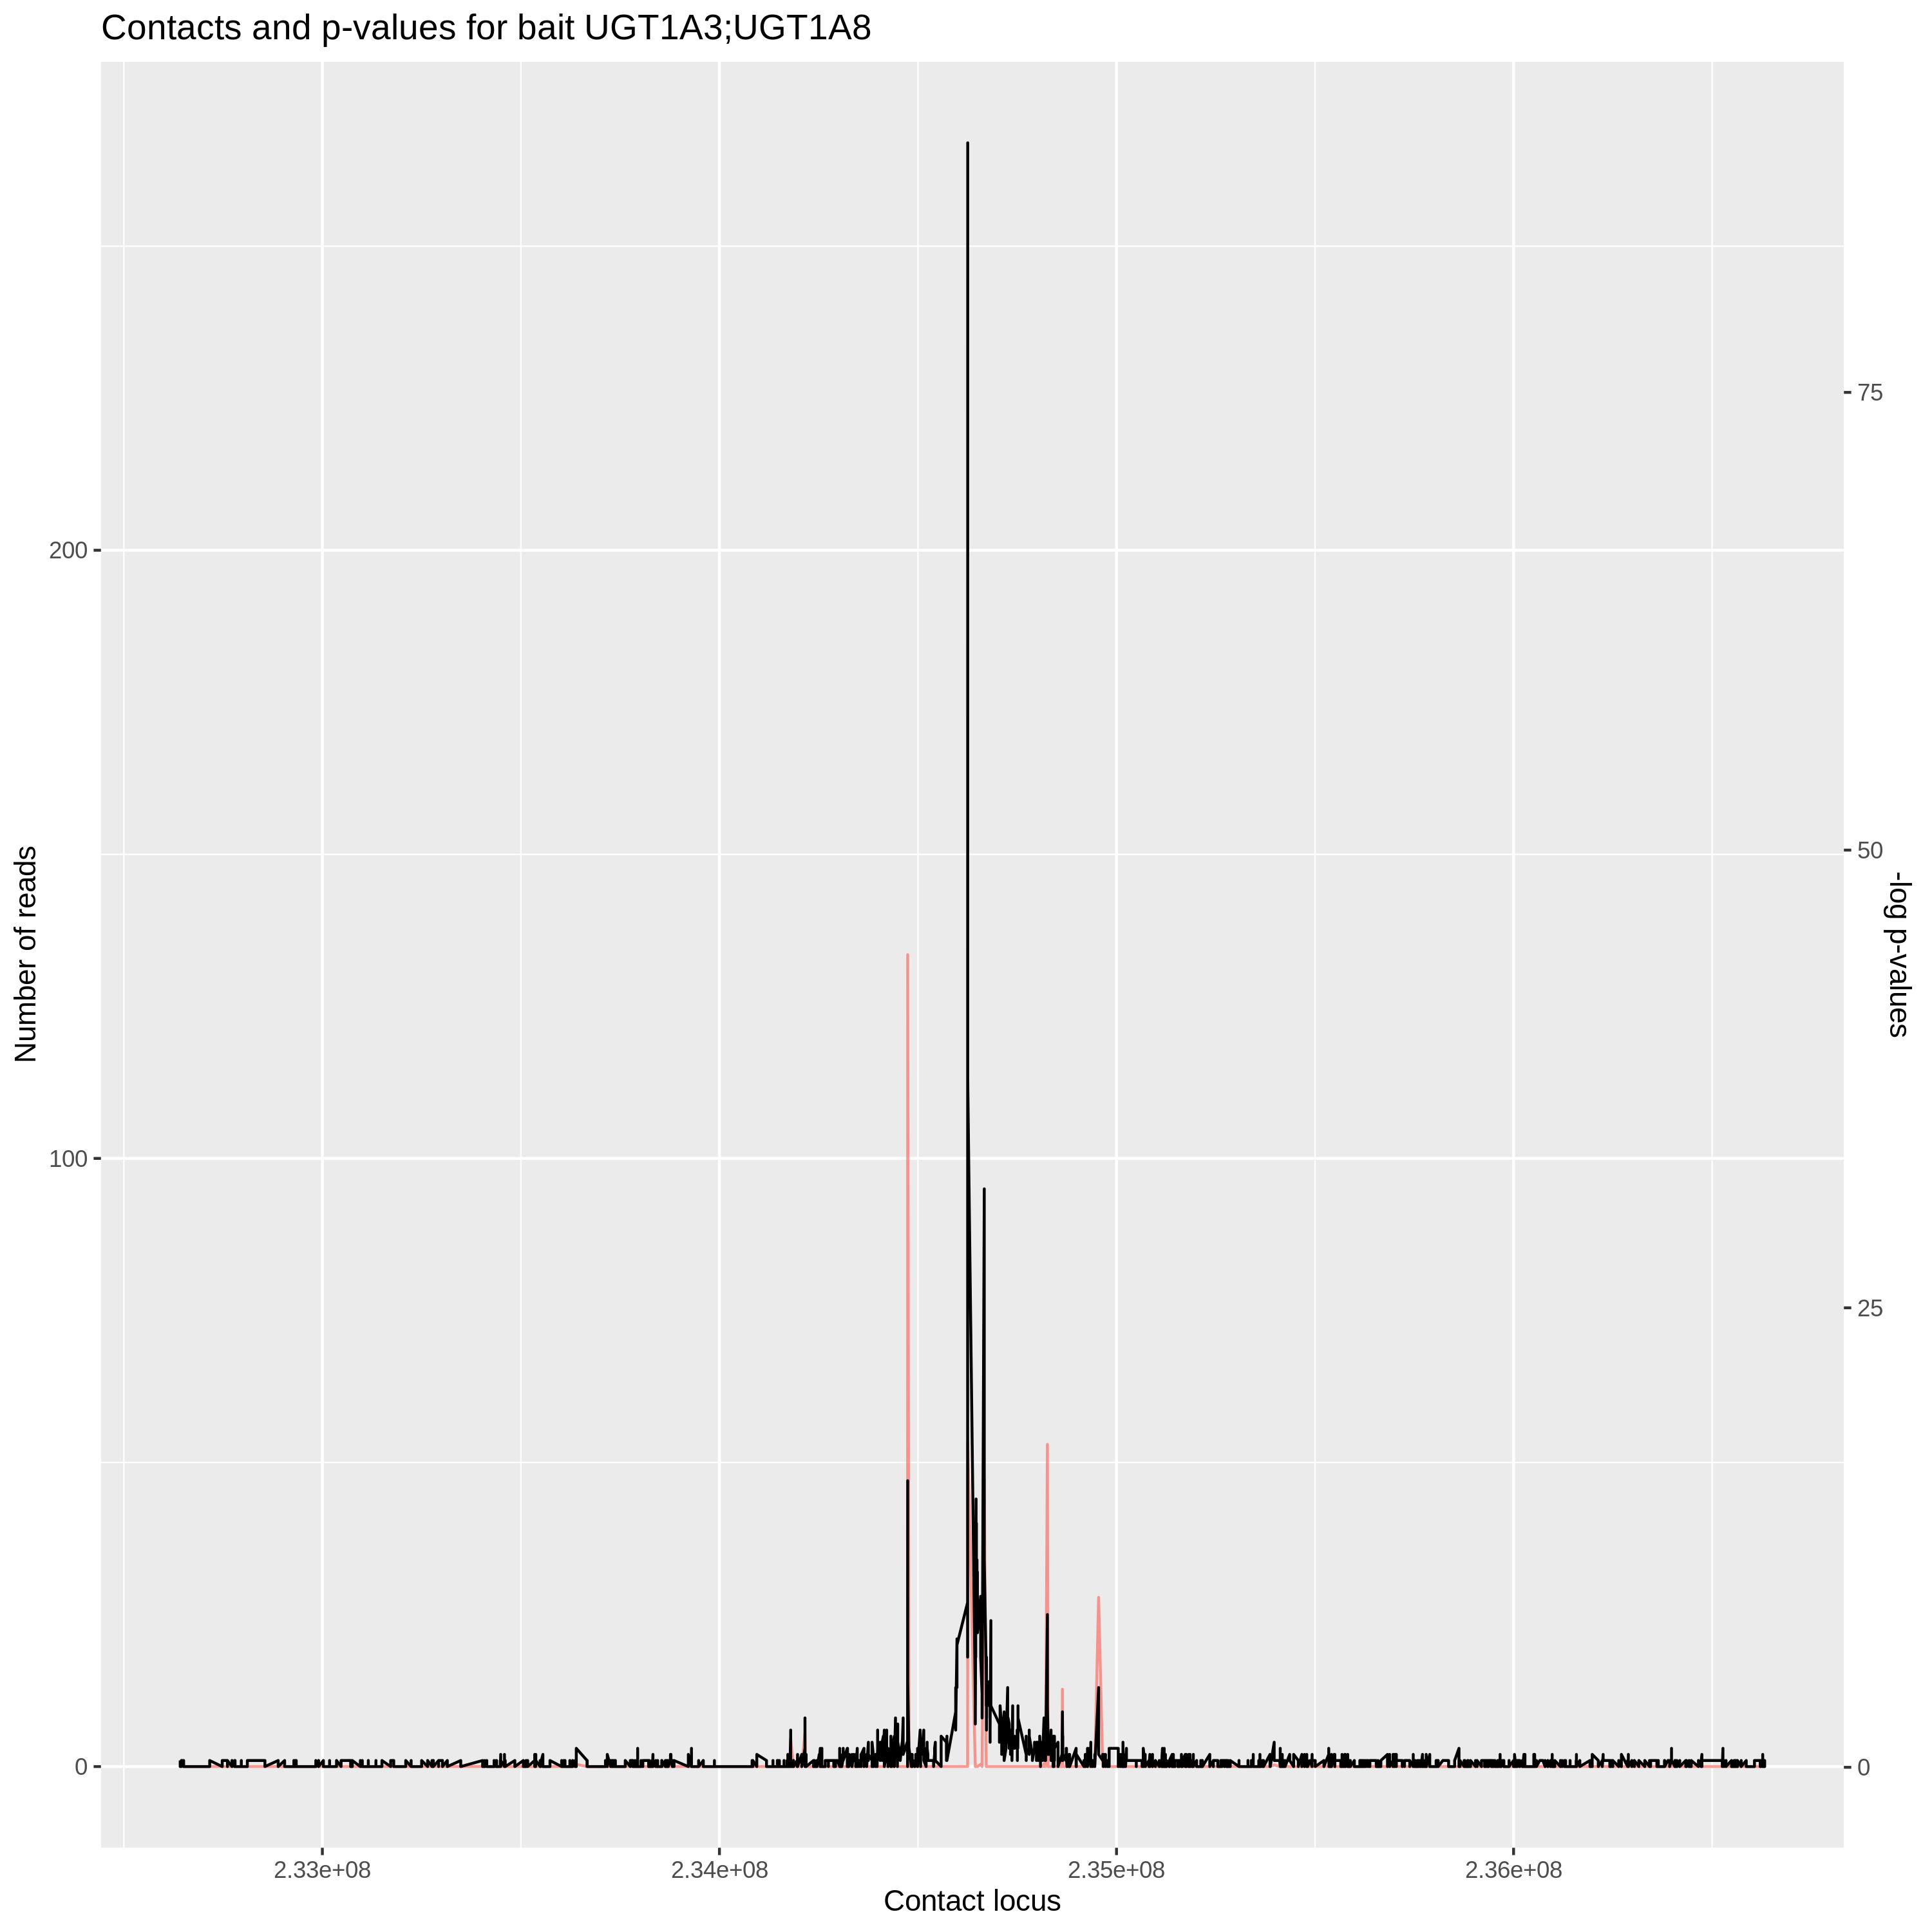 Contacts and p-values for bait UGT1A3;UGT1A8
Number of reads
200
100
0
75
50
25
0
-log p-values
2.33e+08
2.34e+08
2.35e+08
2.36e+08
Contact locus